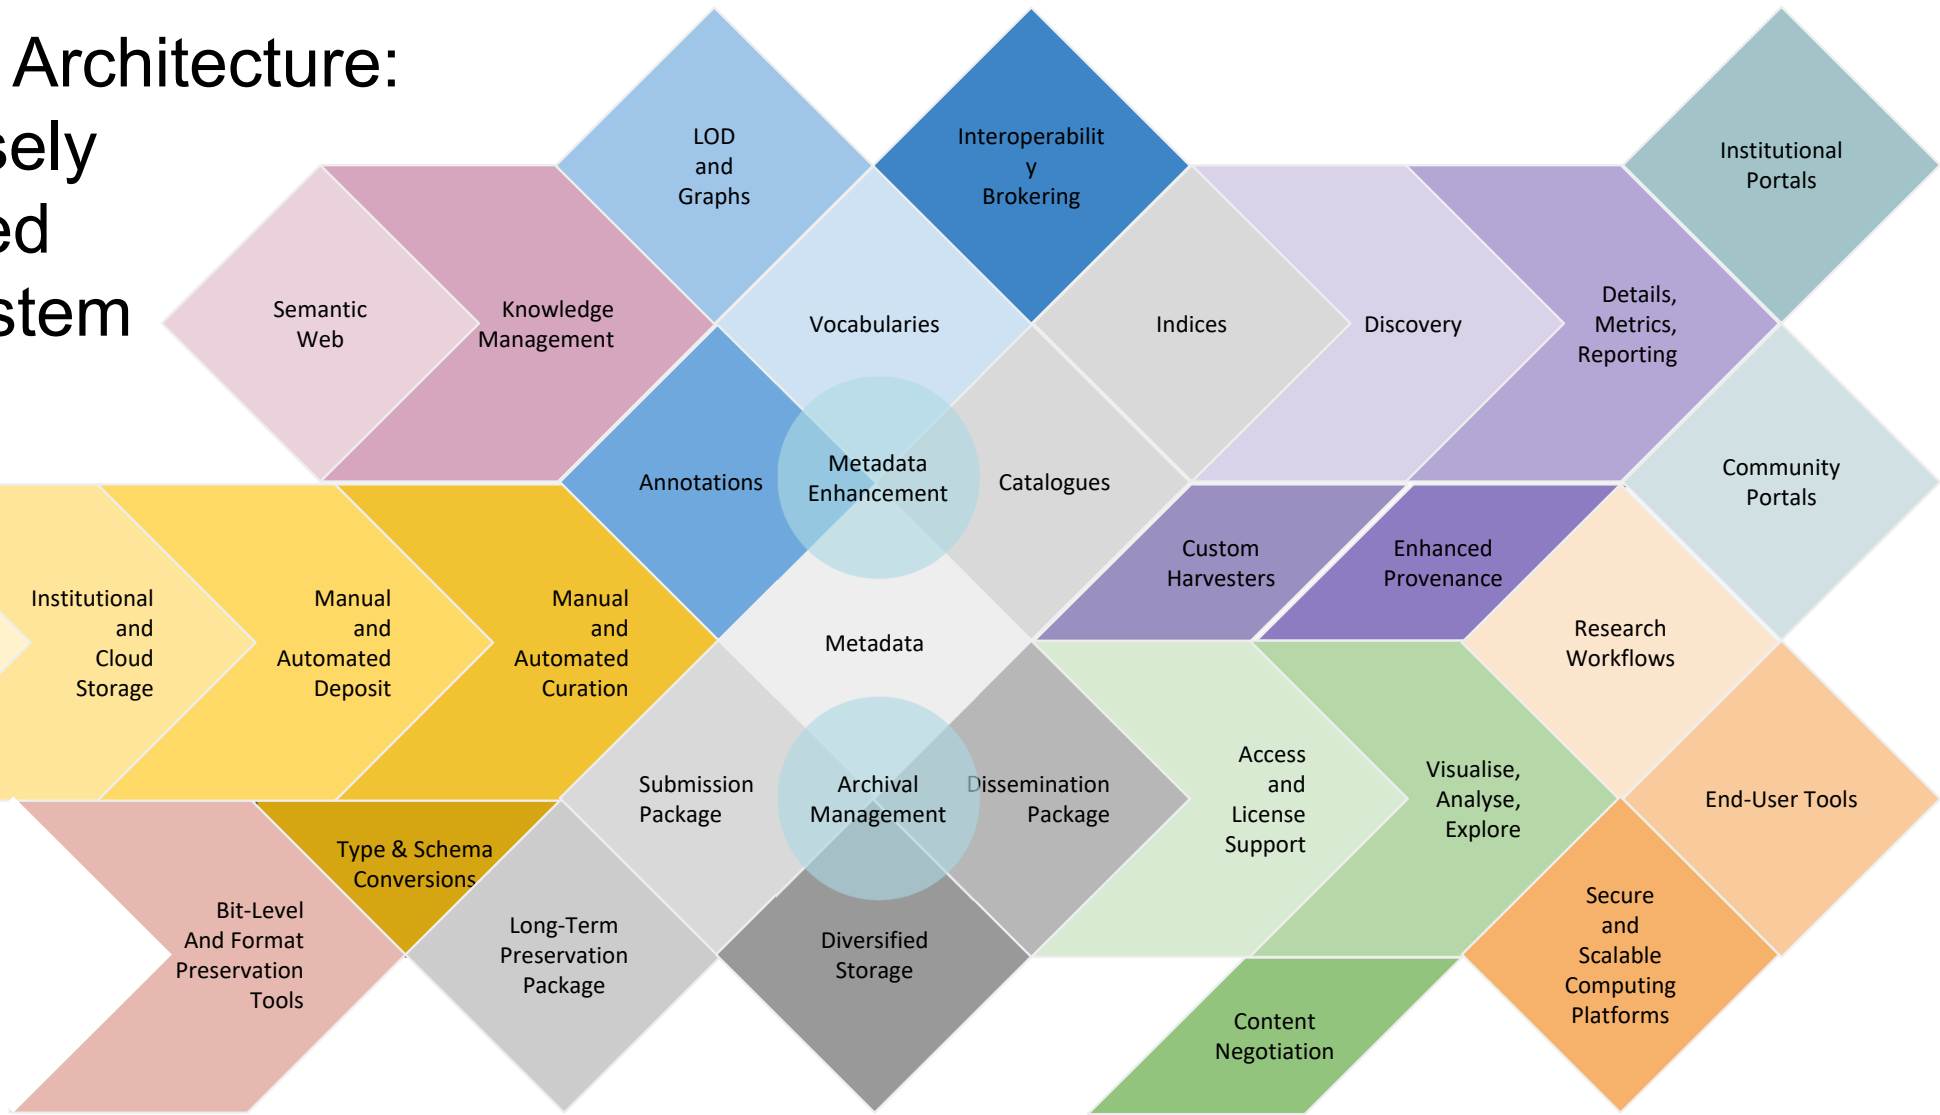 Architecture:
sely
ed
stem
LOD
and
Graphs
Interoperabilit
y
Brokering
Institutional
Portals
Semantic
Web
Knowledge
Management
Vocabularies
Indices
Discovery
Details,
Metrics,
Reporting
Annotations
Metadata
Enhancement
Catalogues
Community
Portals
Custom
Harvesters
Enhanced
Provenance
Institutional
and
Cloud
Storage
Manual
and
Automated
Deposit
Manual
and
Automated
Curation
Metadata
Research
Workflows
Submission
Package
Archival
Management
Dissemination
Package
Access
and
License
Support
Visualise,
Analyse,
Explore
End-User Tools
Type & Schema
Conversions
Bit-Level
And Format
Preservation
Tools
Long-Term
Preservation
Package
Diversified
Storage
Secure
and
Scalable
Computing
Platforms
Content
Negotiation